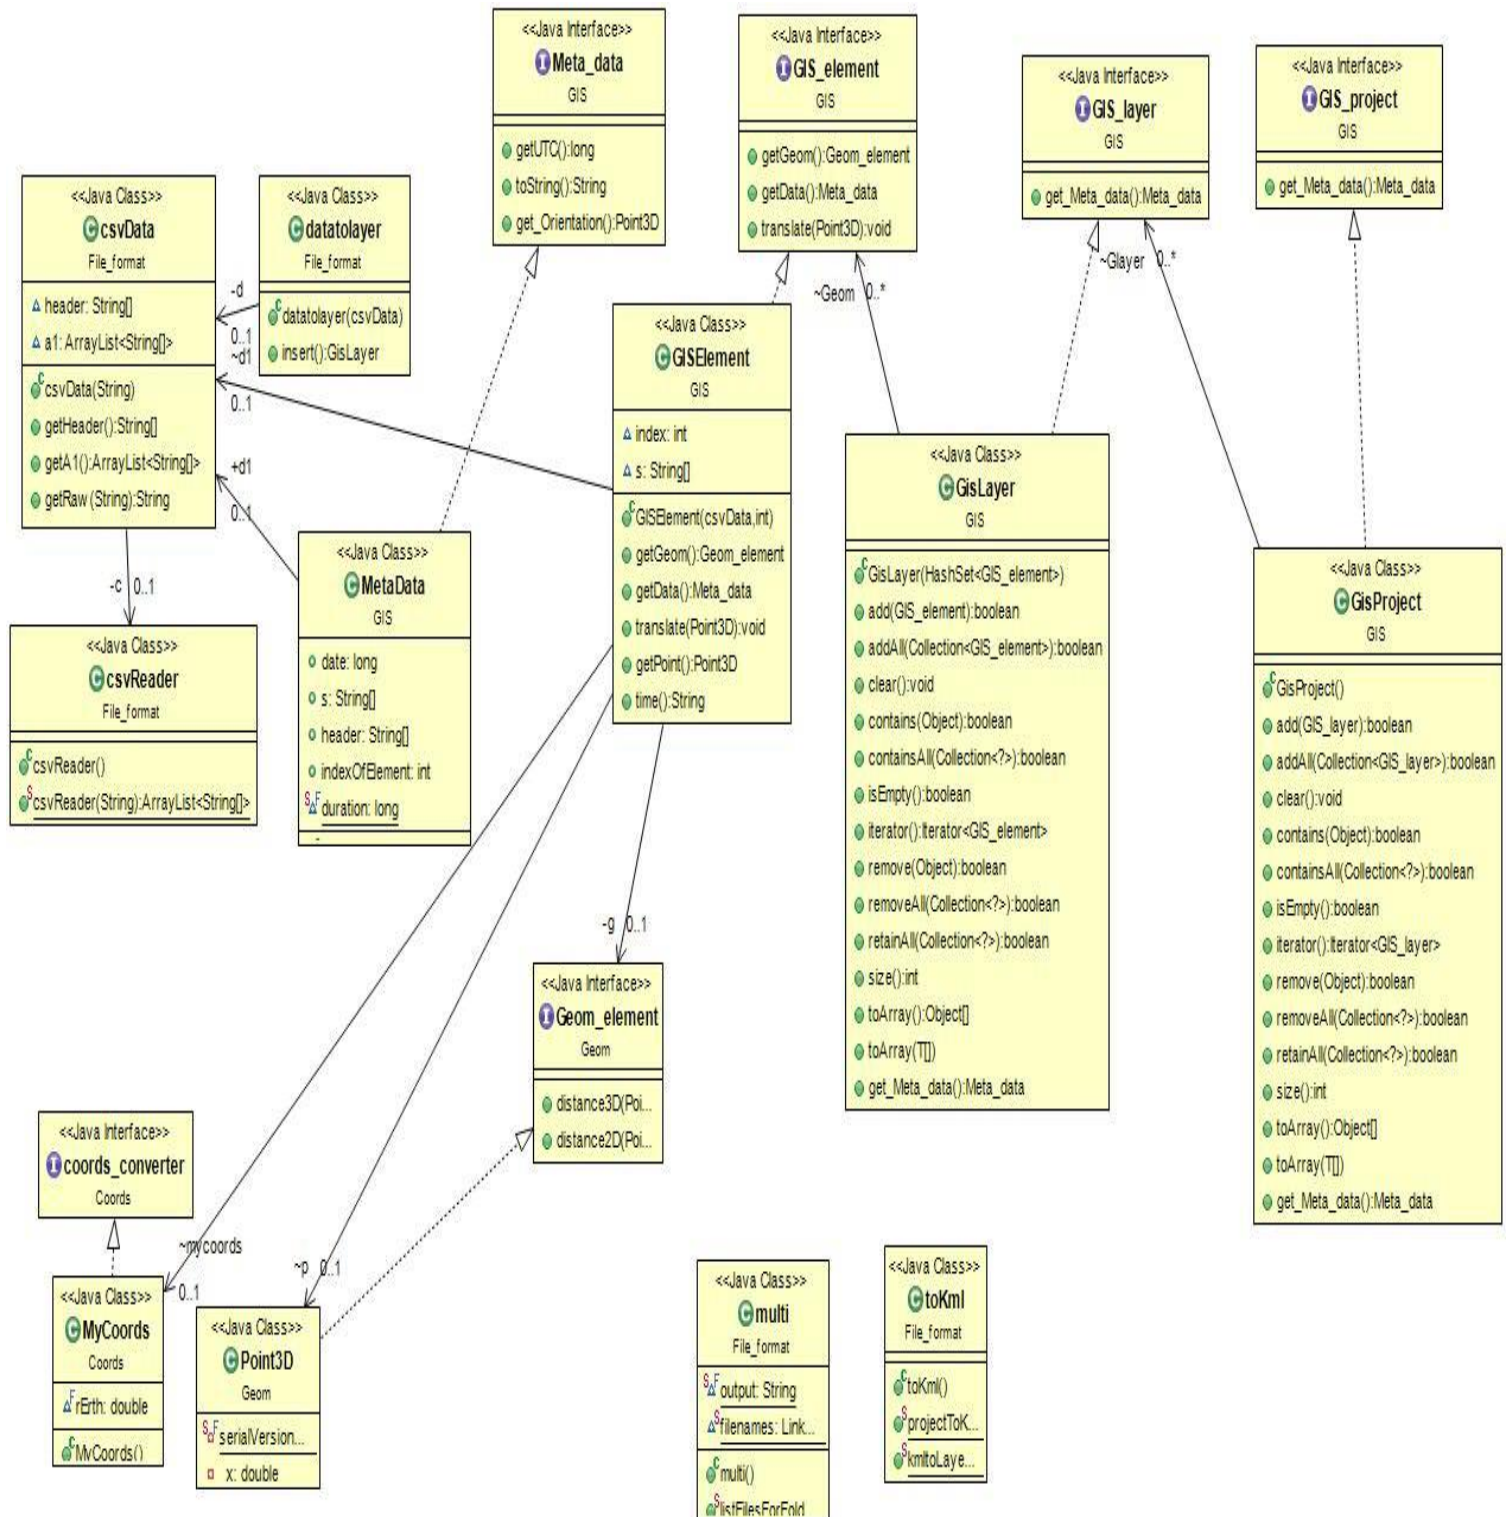 <<Java Interface>>
Meta_data
GIS
getUTC():long
toString():String
get_Orientation():Point3D
<<Java Interface>>
GIS_element
GIS
getGeom():Geom_element
getData():Meta_data
translate(Point3D):void
<<Java Interface>>
GIS_layer
GIS
get_Meta_data():Meta_data
<<Java Interface>>
GIS_project
GIS
get_Meta_data():Meta_data
<<Java Class>>
csvData
File_format
header: String[]
a1: ArrayList<String[]>
csvData(String)
getHeader():String[]
getA1():ArrayList<String[]>
getRaw(String):String
<<Java Class>>
datatolayer
File_format
datatolayer(csvData)
insert():GisLayer
-d
0..1
~d1
0..1
+d1
0..1
-c 0..1
~Geom 0..*
~Glayer 0..*
<<Java Class>>
GISElement
GIS
index: int
s: String[]
GISElement(csvData,int)
getGeom():Geom_element
getData():Meta_data
translate(Point3D):void
getPoint():Point3D
time():String
<<Java Class>>
GisLayer
GIS
GisLayer(HashSet<GIS_element>)
add(GIS_element):boolean
addAll(Collection<GIS_element>):boolean
clear():void
contains(Object):boolean
containsAll(Collection<?>):boolean
isEmpty():boolean
iterator():Iterator<GIS_element>
remove(Object):boolean
removeAll(Collection<?>):boolean
retainAll(Collection<?>):boolean
size():int
toArray():Object[]
toArray(T[])
get_Meta_data():Meta_data
<<Java Class>>
GisProject
GIS
GisProject()
add(GIS_layer):boolean
addAll(Collection<GIS_layer>):boolean
clear():void
contains(Object):boolean
containsAll(Collection<?>):boolean
isEmpty():boolean
iterator():Iterator<GIS_layer>
remove(Object):boolean
removeAll(Collection<?>):boolean
retainAll(Collection<?>):boolean
size():int
toArray():Object[]
toArray(T[])
get_Meta_data():Meta_data
<<Java Class>>
MetaData
GIS
date: long
s: String[]
header: String[]
indexOfElement: int
duration: long
<<Java Class>>
csvReader
File_format
csvReader()
csvReader(String):ArrayList<String[]>
-g 0..1
<<Java Interface>>
Geom_element
Geom
distance3D(Poi...
distance2D(Poi...
<<Java Interface>>
coords_converter
Coords
~mycoords
0..1
~p 0..1
<<Java Class>>
MyCoords
Coords
rErth: double
MyCoords()
<<Java Class>>
Point3D
Geom
serialVersion...
x: double
<<Java Class>>
multi
File_format
output: String
filenames: Link...
multi()
listFilesForFold
<<Java Class>>
toKml
File_format
toKml()
projectToK...
kmltoLaye...